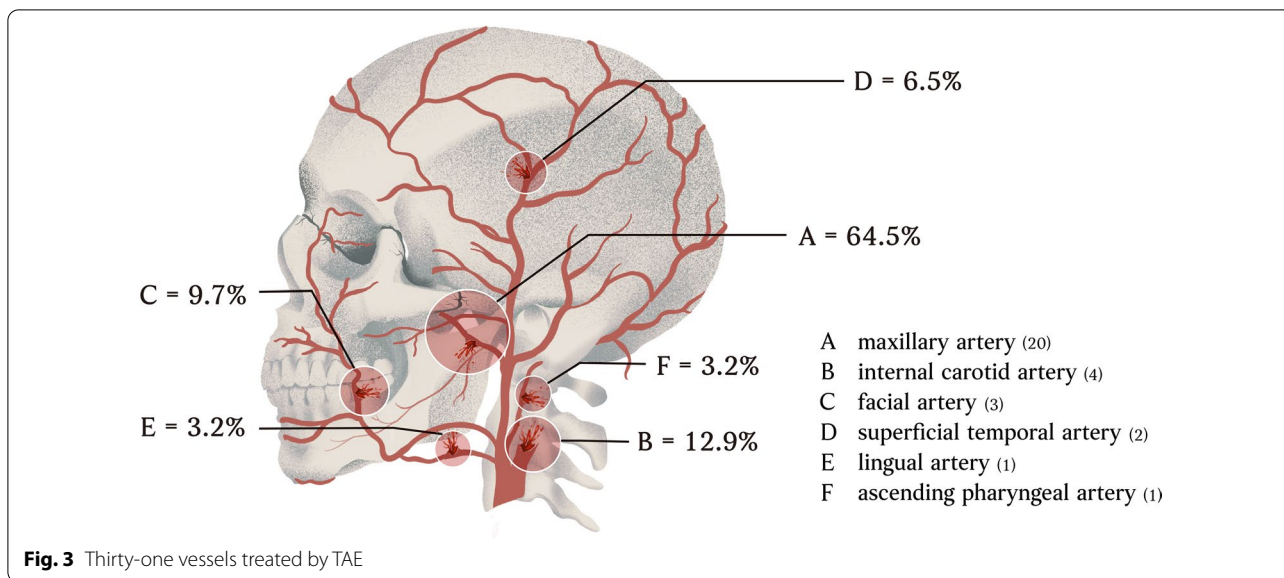 D = 6.5%
A = 64.5%
C = 9.7%
F = 3.2%
E = 3.2%
B = 12.9%
A maxillary artery (20)
B internal carotid artery (4)
C facial artery (3)
D superficial temporal artery (2)
E lingual artery (1)
F ascending pharyngeal artery (1)
Fig. 3 Thirty-one vessels treated by TAE